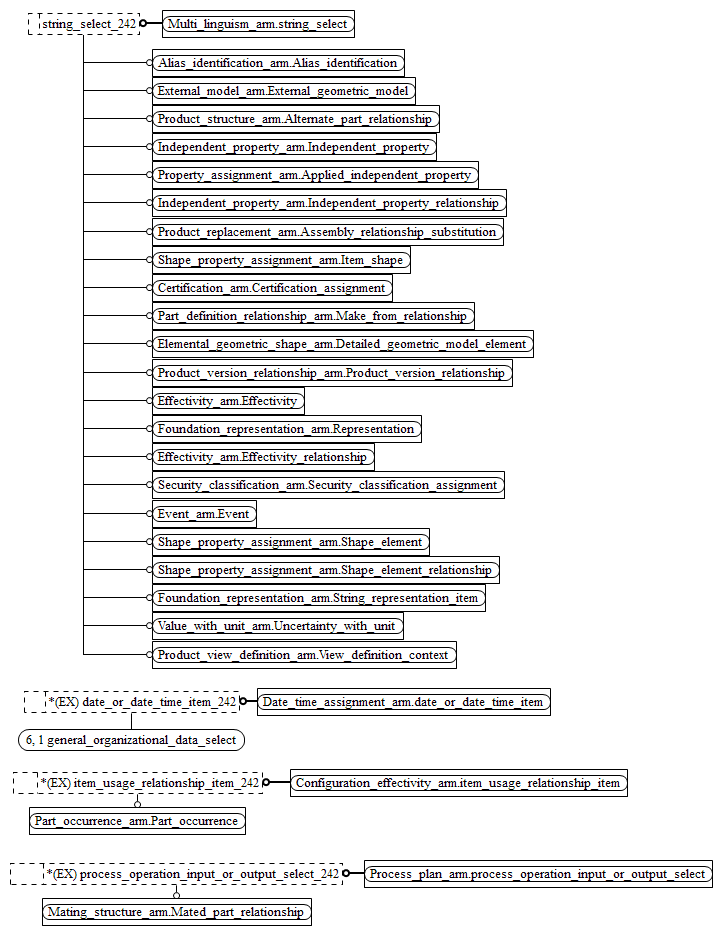 string_select_242 Multi_linguism_arm.string_select
Alias_identification_arm.Alias_identification
External_model_arm.External_geometric_model
Product_structure_arm.Alternate_part_relationship
Independent_property_arm.Independent_property
Property_assignment_arm.Applied_independent_property
Independent_property_arm.Independent_property_relationship
Product_replacement_arm.Assembly_relationship_substitution
Shape_property_assignment_arm.Item_shape
Certification_arm.Certification_assignment
Part_definition_relationship_arm.Make_from_relationship
Elemental_geometric_shape_arm.Detailed_geometric_model_element
Product_version_relationship_arm.Product_version_relationship
Effectivity_arm.Effectivity
Foundation_representation_arm.Representation
Effectivity_arm.Effectivity_relationship
Security_classification_arm.Security_classification_assignment
Event_arm.Event
Shape_property_assignment_arm.Shape_element
Shape_property_assignment_arm.Shape_element_relationship
Foundation_representation_arm.String_representation_item
Value_with_unit_arm.Uncertainty_with_unit
Product_view_definition_arm.View_definition_context
*(EX) date_or_date_time_item_242 Date_time_assignment_arm.date_or_date_time_item
6, 1 general_organizational_data_select
*(EX) item_usage_relationship_item_242 Configuration_effectivity_arm.item_usage_relationship_item
Part_occurrence_arm.Part_occurrence
*(EX) process_operation_input_or_output_select_242 Process_plan_arm.process_operation_input_or_output_select
Mating_structure_arm.Mated_part_relationship